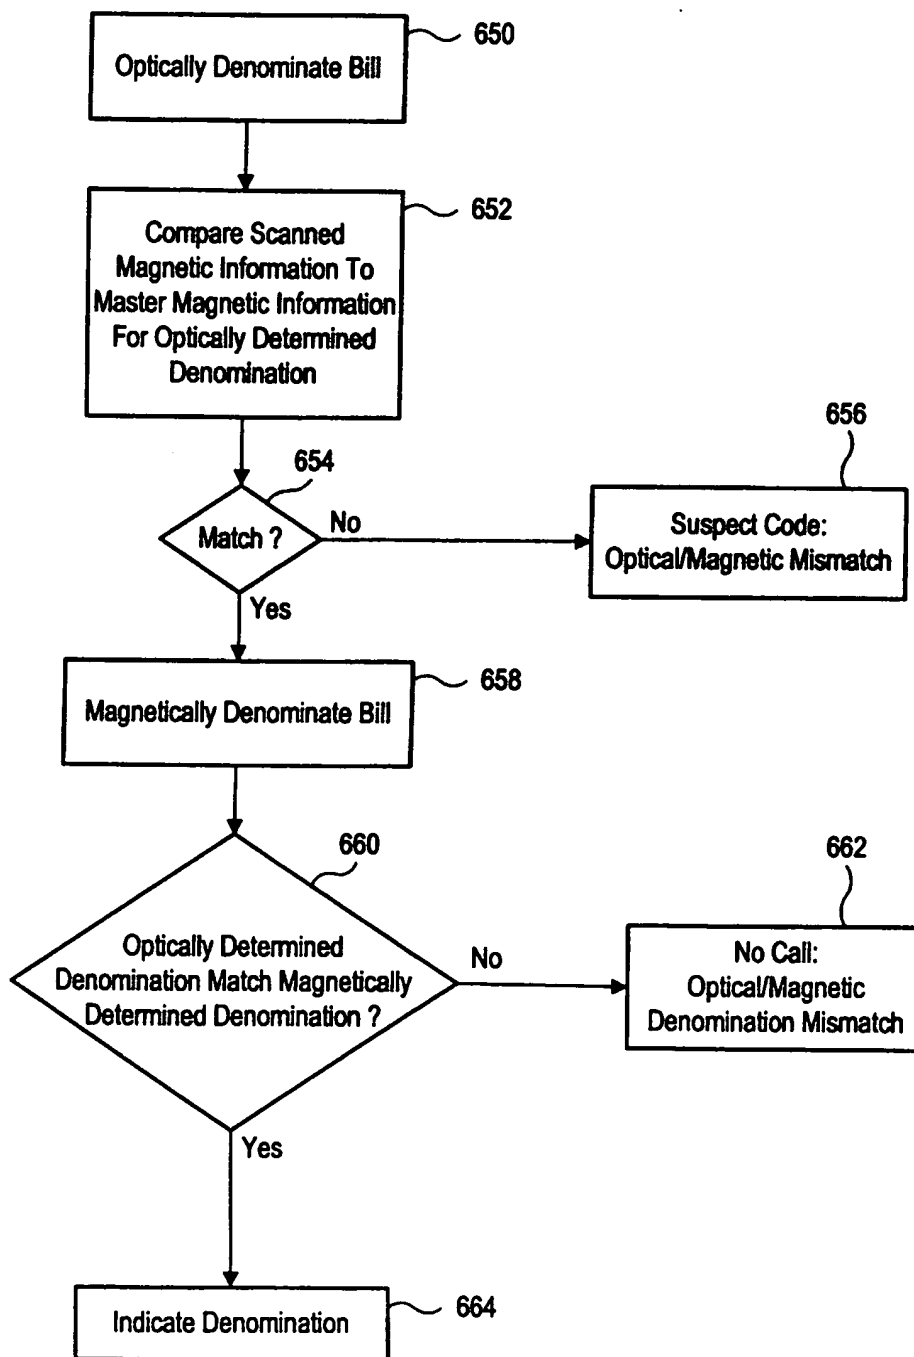 650
Optically Denominate Bill
652
Compare Scanned
Magnetic Information To
Master Magnetic Information
For Optically Determined
Denomination
654
Match ?
No
656
Suspect Code:
Optical/Magnetic Mismatch
Yes
658
Magnetically Denominate Bill
660
Optically Determined
Denomination Match Magnetically
Determined Denomination ?
No
662
No Call:
Optical/Magnetic
Denomination Mismatch
Yes
664
Indicate Denomination